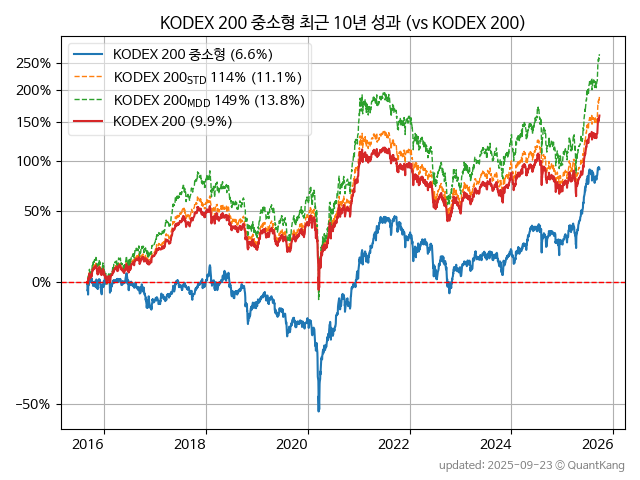 KODEX 200 중소형 최근 10년 성과 (vs KODEX 200)
KODEX 200 중소형 (6.6%)
KODEX 200STD 114% (11.1%)
KODEX 200MDD 149% (13.8%)
KODEX 200 (9.9%)
250%
200%
150%
100%
50%
0%
−50%
2016 2018 2020 2022 2024 2026
updated: 2025-09-23 © QuantKang